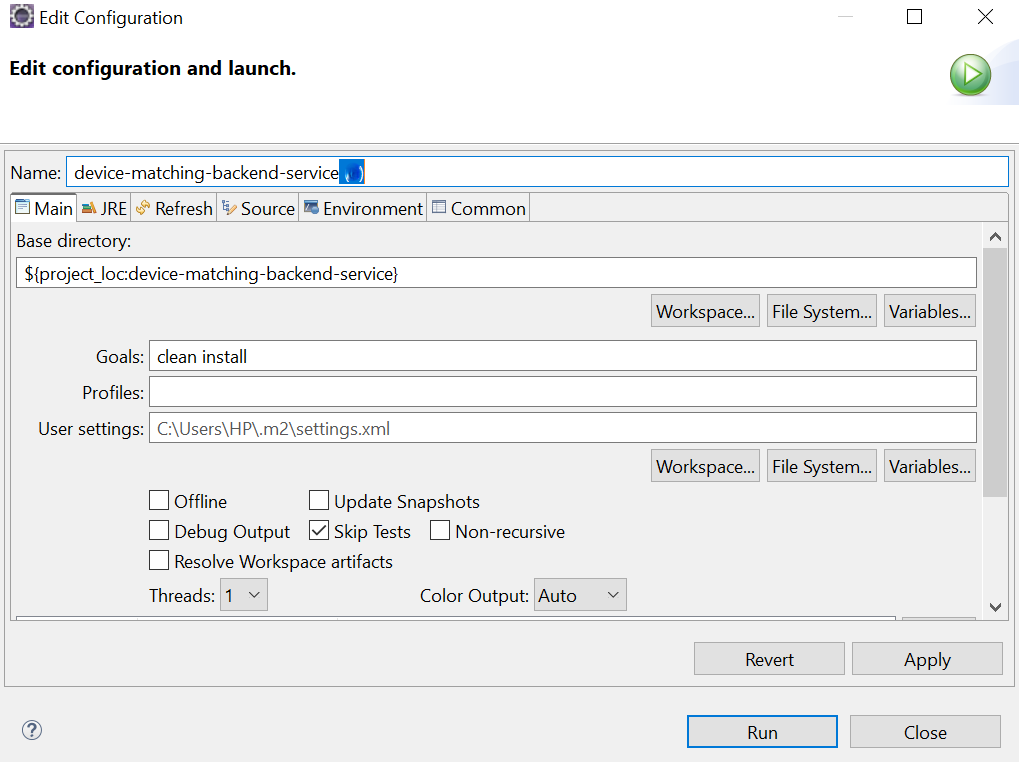 Edit Configuration
Edit configuration and launch.
Name: device-matching-backend-service
Main JRE Refresh Source Environment Common
Base directory:
${project_loc:device-matching-backend-service}
Workspace... File System... Variables...
Goals: clean install
Profiles:
User settings: C:\Users\HP\.m2\settings.xml
Workspace... File System... Variables...
Offline Update Snapshots
Debug Output Skip Tests Non-recursive
Resolve Workspace artifacts
Threads: 1 Color Output: Auto
Revert Apply
Run Close